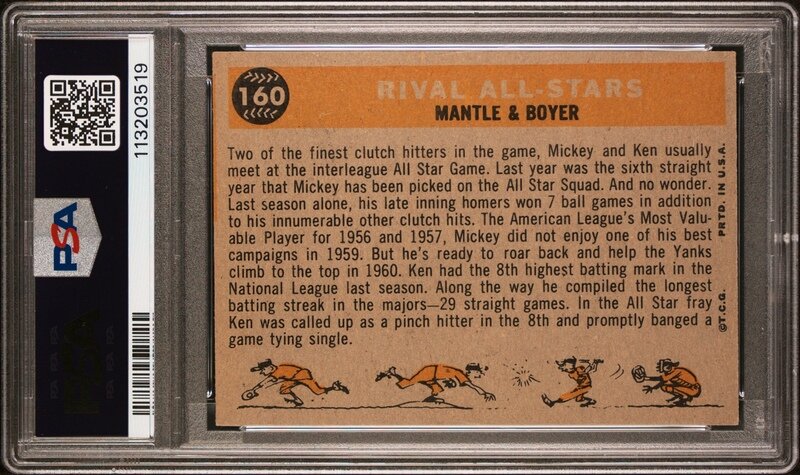 113203519
PSA
160
RIVAL ALL-STARS
MANTLE & BOYER
Two of the finest clutch hitters in the game, Mickey and Ken usually
meet at the interleague All Star Game. Last year was the sixth straight
year that Mickey has been picked on the All Star Squad. And no wonder.
Last season alone, his late inning homers won 7 ball games in addition
to his innumerable other clutch hits. The American League's Most Valu-
able Player for 1956 and 1957, Mickey did not enjoy one of his best
campaigns in 1959. But he's ready to roar back and help the Yanks
climb to the top in 1960. Ken had the 8th highest batting mark in the
National League last season. Along the way he compiled the longest
batting streak in the majors—29 straight games. In the All Star fray
Ken was called up as a pinch hitter in the 8th and promptly banged a
game tying single.
©T.C.G. PRTD. IN U.S.A.